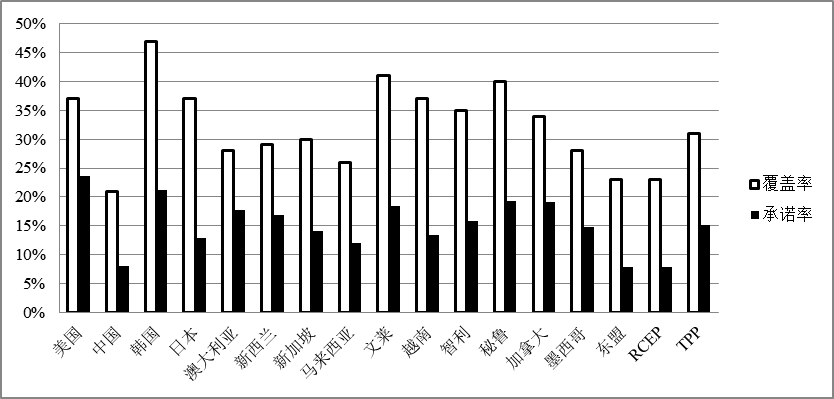 50%
45%
40%
35%
30%
25%
20%
15%
10%
5%
0%
美国
中国
韩国
日本
澳大利亚
新西兰
新加坡
马来西亚
文莱
越南
智利
秘鲁
加拿大
墨西哥
东盟
RCEP
TPP
覆盖率
承诺率